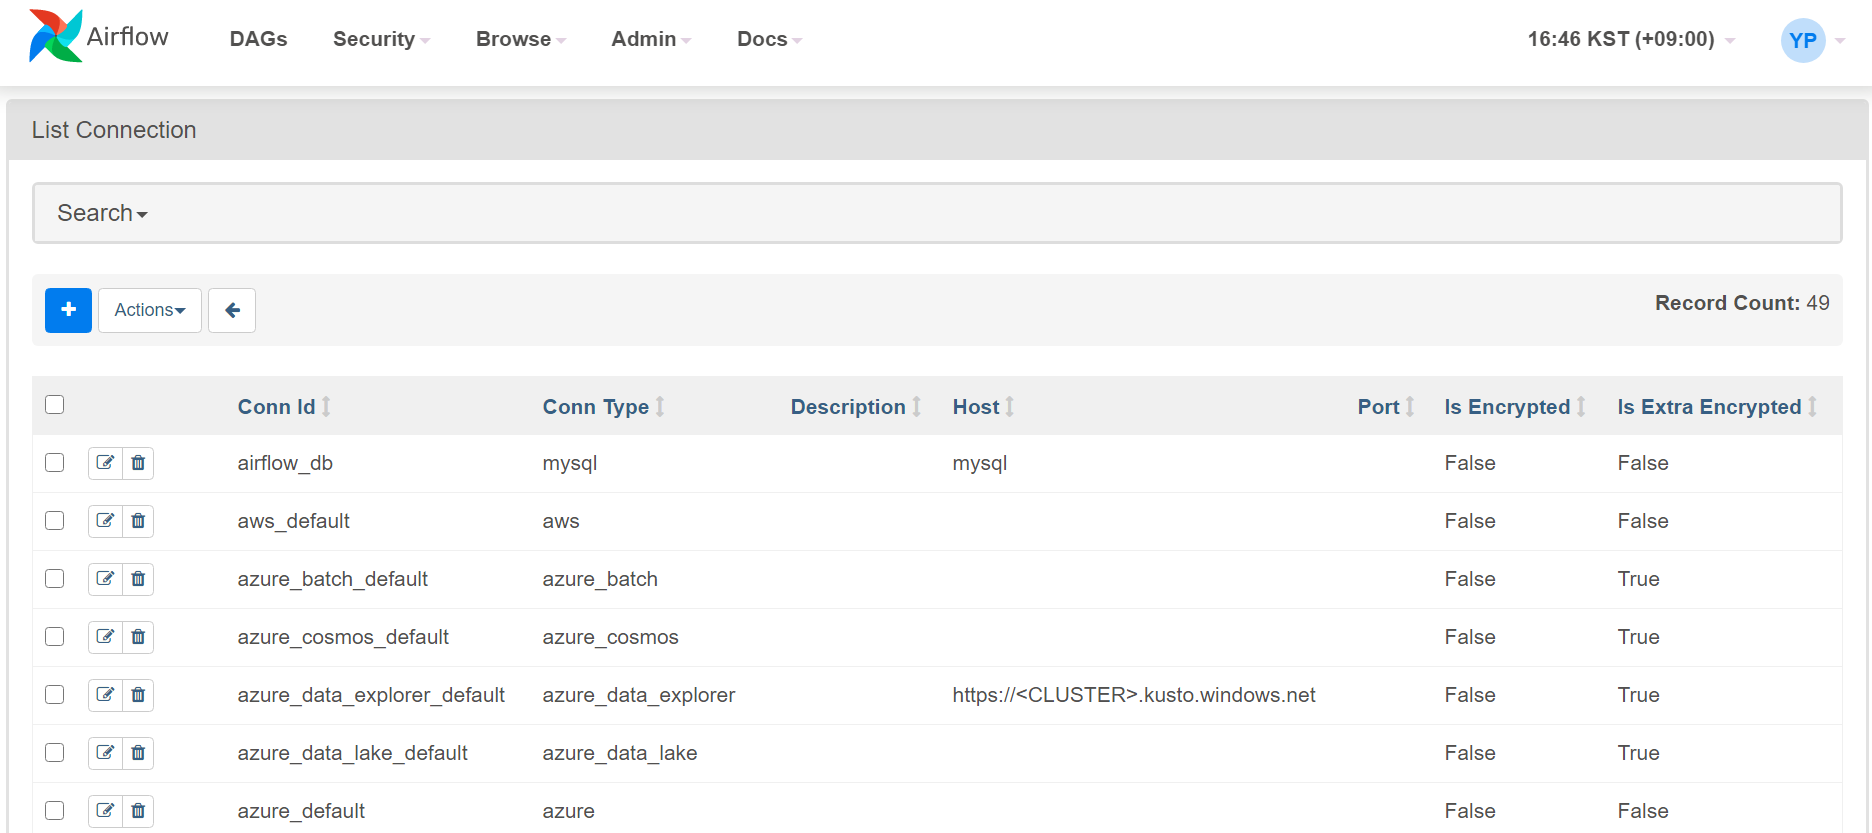 Airflow DAGs Security Browse Admin Docs 16:46 KST (+09:00) YP
List Connection
Search
+ Actions Record Count: 49
Conn Id Conn Type Description Host Port Is Encrypted Is Extra Encrypted
airflow_db mysql mysql False False
aws_default aws False False
azure_batch_default azure_batch False True
azure_cosmos_default azure_cosmos False True
azure_data_explorer_default azure_data_explorer https://<CLUSTER>.kusto.windows.net False True
azure_data_lake_default azure_data_lake False True
azure_default azure False False